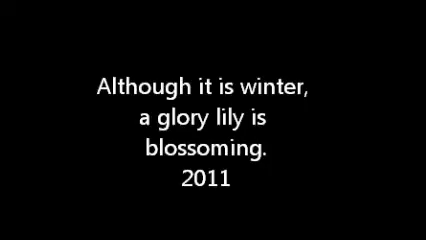 Although it is winter,
a glory lily is
blossoming.
2011